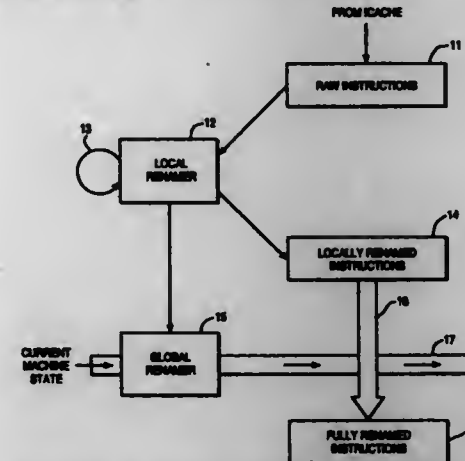 FROM ICACHE
11
RAW INSTRUCTIONS
12
13
LOCAL
RENAMER
14
LOCALLY RENAMED
INSTRUCTIONS
15
16
17
CURRENT
MACHINE
STATE
GLOBAL
RENAMER
FULLY RENAMED
INSTRUCTIONS